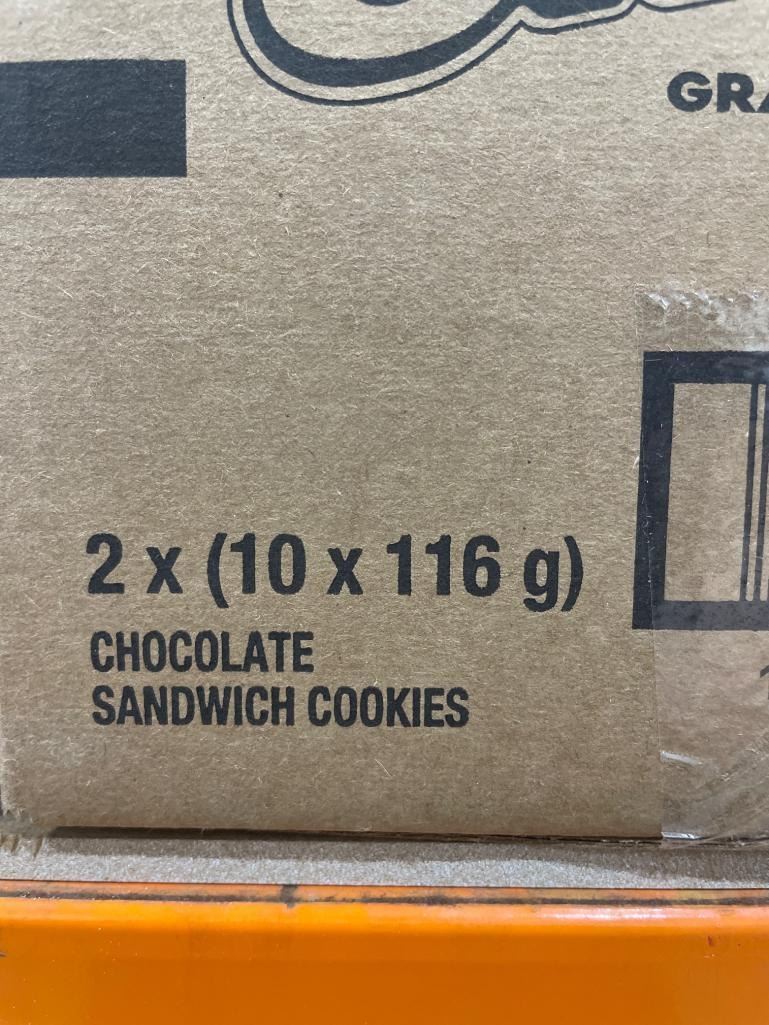 2 x (10 x 116 g)
CHOCOLATE
SANDWICH COOKIES